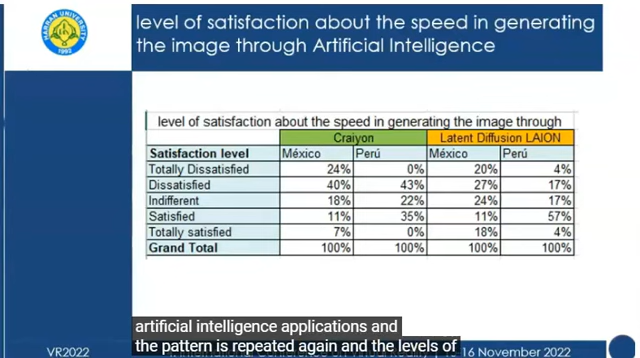 level of satisfaction about the speed in generating
the image through Artificial Intelligence
HARNAN UNIVERSITY
1992
level of satisfaction about the speed in generating the image through
Craiyon Latent Diffusion LAION
Satisfaction level México Perú México Perú
Totally Dissatisfied 24% 0% 20% 4%
Dissatisfied 40% 43% 27% 17%
Indifferent 18% 22% 24% 17%
Satisfied 11% 35% 11% 57%
Totally satisfied 7% 0% 18% 4%
Grand Total 100% 100% 100% 100%
artificial intelligence applications and
the pattern is repeated again and the levels of
VR2022 16 November 2022